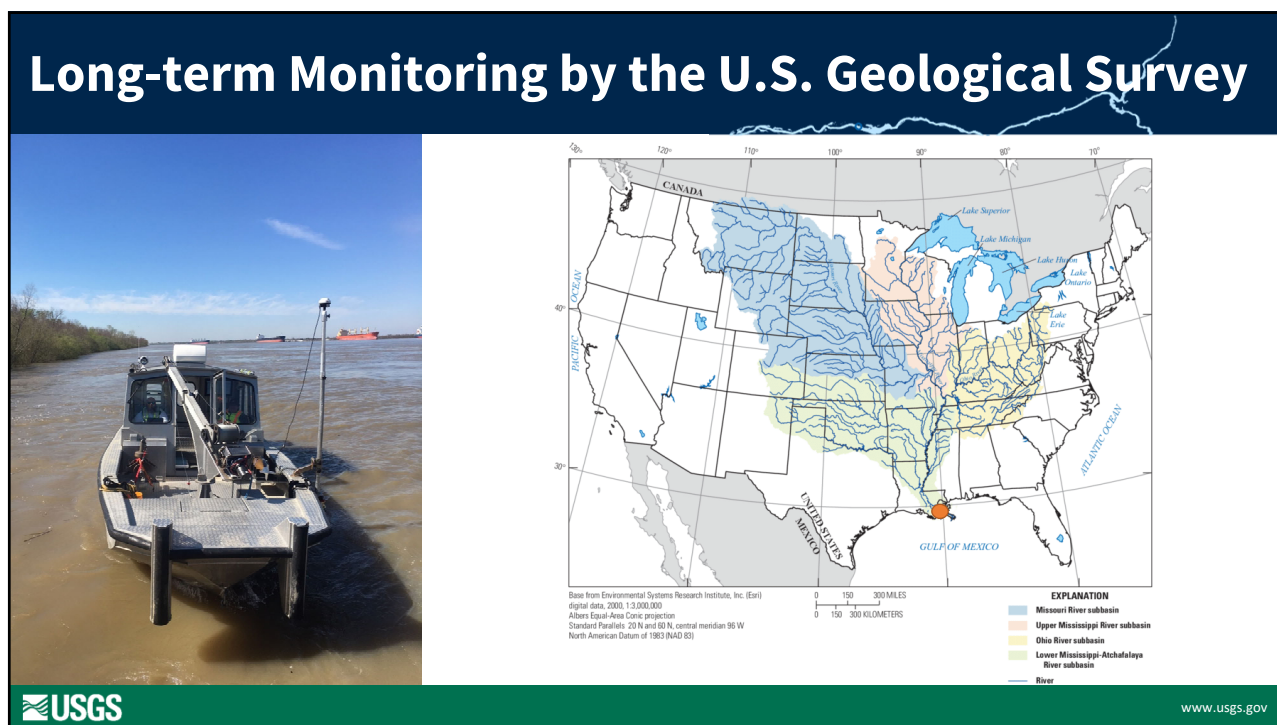 Long-term Monitoring by the U.S. Geological Survey
130°
120°
110°
100°
90°
80°
70°
CANADA
Lake Superior
Lake Michigan
Lake Huron
Lake
Ontario
Lake
Erie
40°
PACIFIC OCEAN
ATLANTIC OCEAN
30°
UNITED STATES
MEXICO
GULF OF MEXICO
Base from Environmental Systems Research Institute, Inc. (Esri)
digital data, 2000, 1:3,000,000
Albers Equal-Area Conic projection
Standard Parallels 20 N and 60 N, central meridian 96 W
North American Datum of 1983 (NAD 83)
0 150 300 MILES
0 150 300 KILOMETERS
EXPLANATION
Missouri River subbasin
Upper Mississippi River subbasin
Ohio River subbasin
Lower Mississippi-Atchafalaya
River subbasin
River
USGS
www.usgs.gov